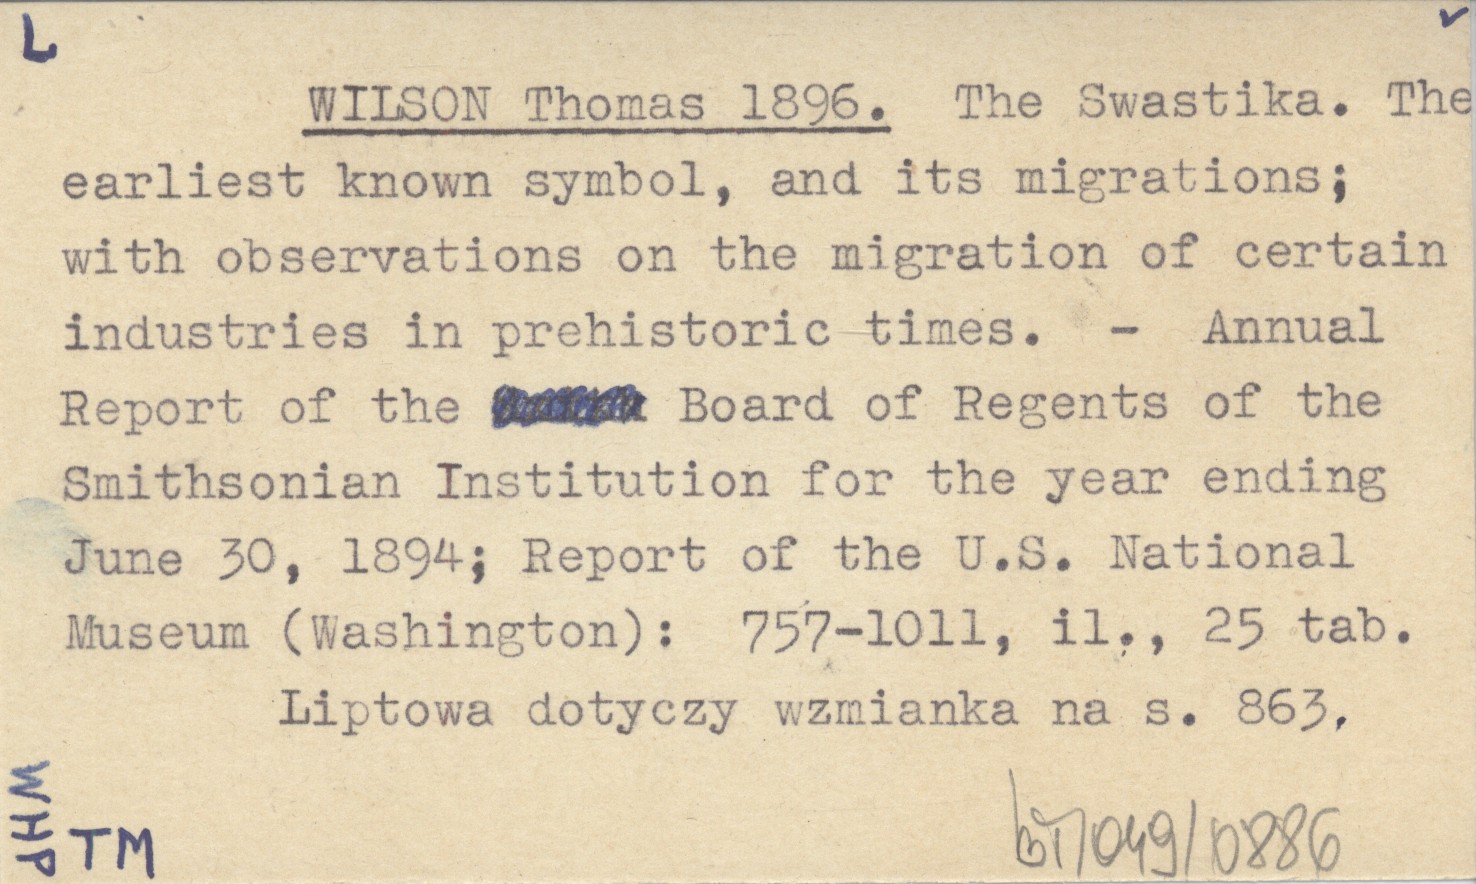 L
WILSON Thomas 1896. The Swastika. The
earliest known symbol, and its migrations;
with observations on the migration of certain
industries in prehistoric times. - Annual
Report of the Board of Regents of the
Smithsonian Institution for the year ending
June 30, 1894; Report of the U.S. National
Museum (Washington): 757-1011, il., 25 tab.
Liptowa dotyczy wzmianka na s. 863.
WHP
TM
049/0886